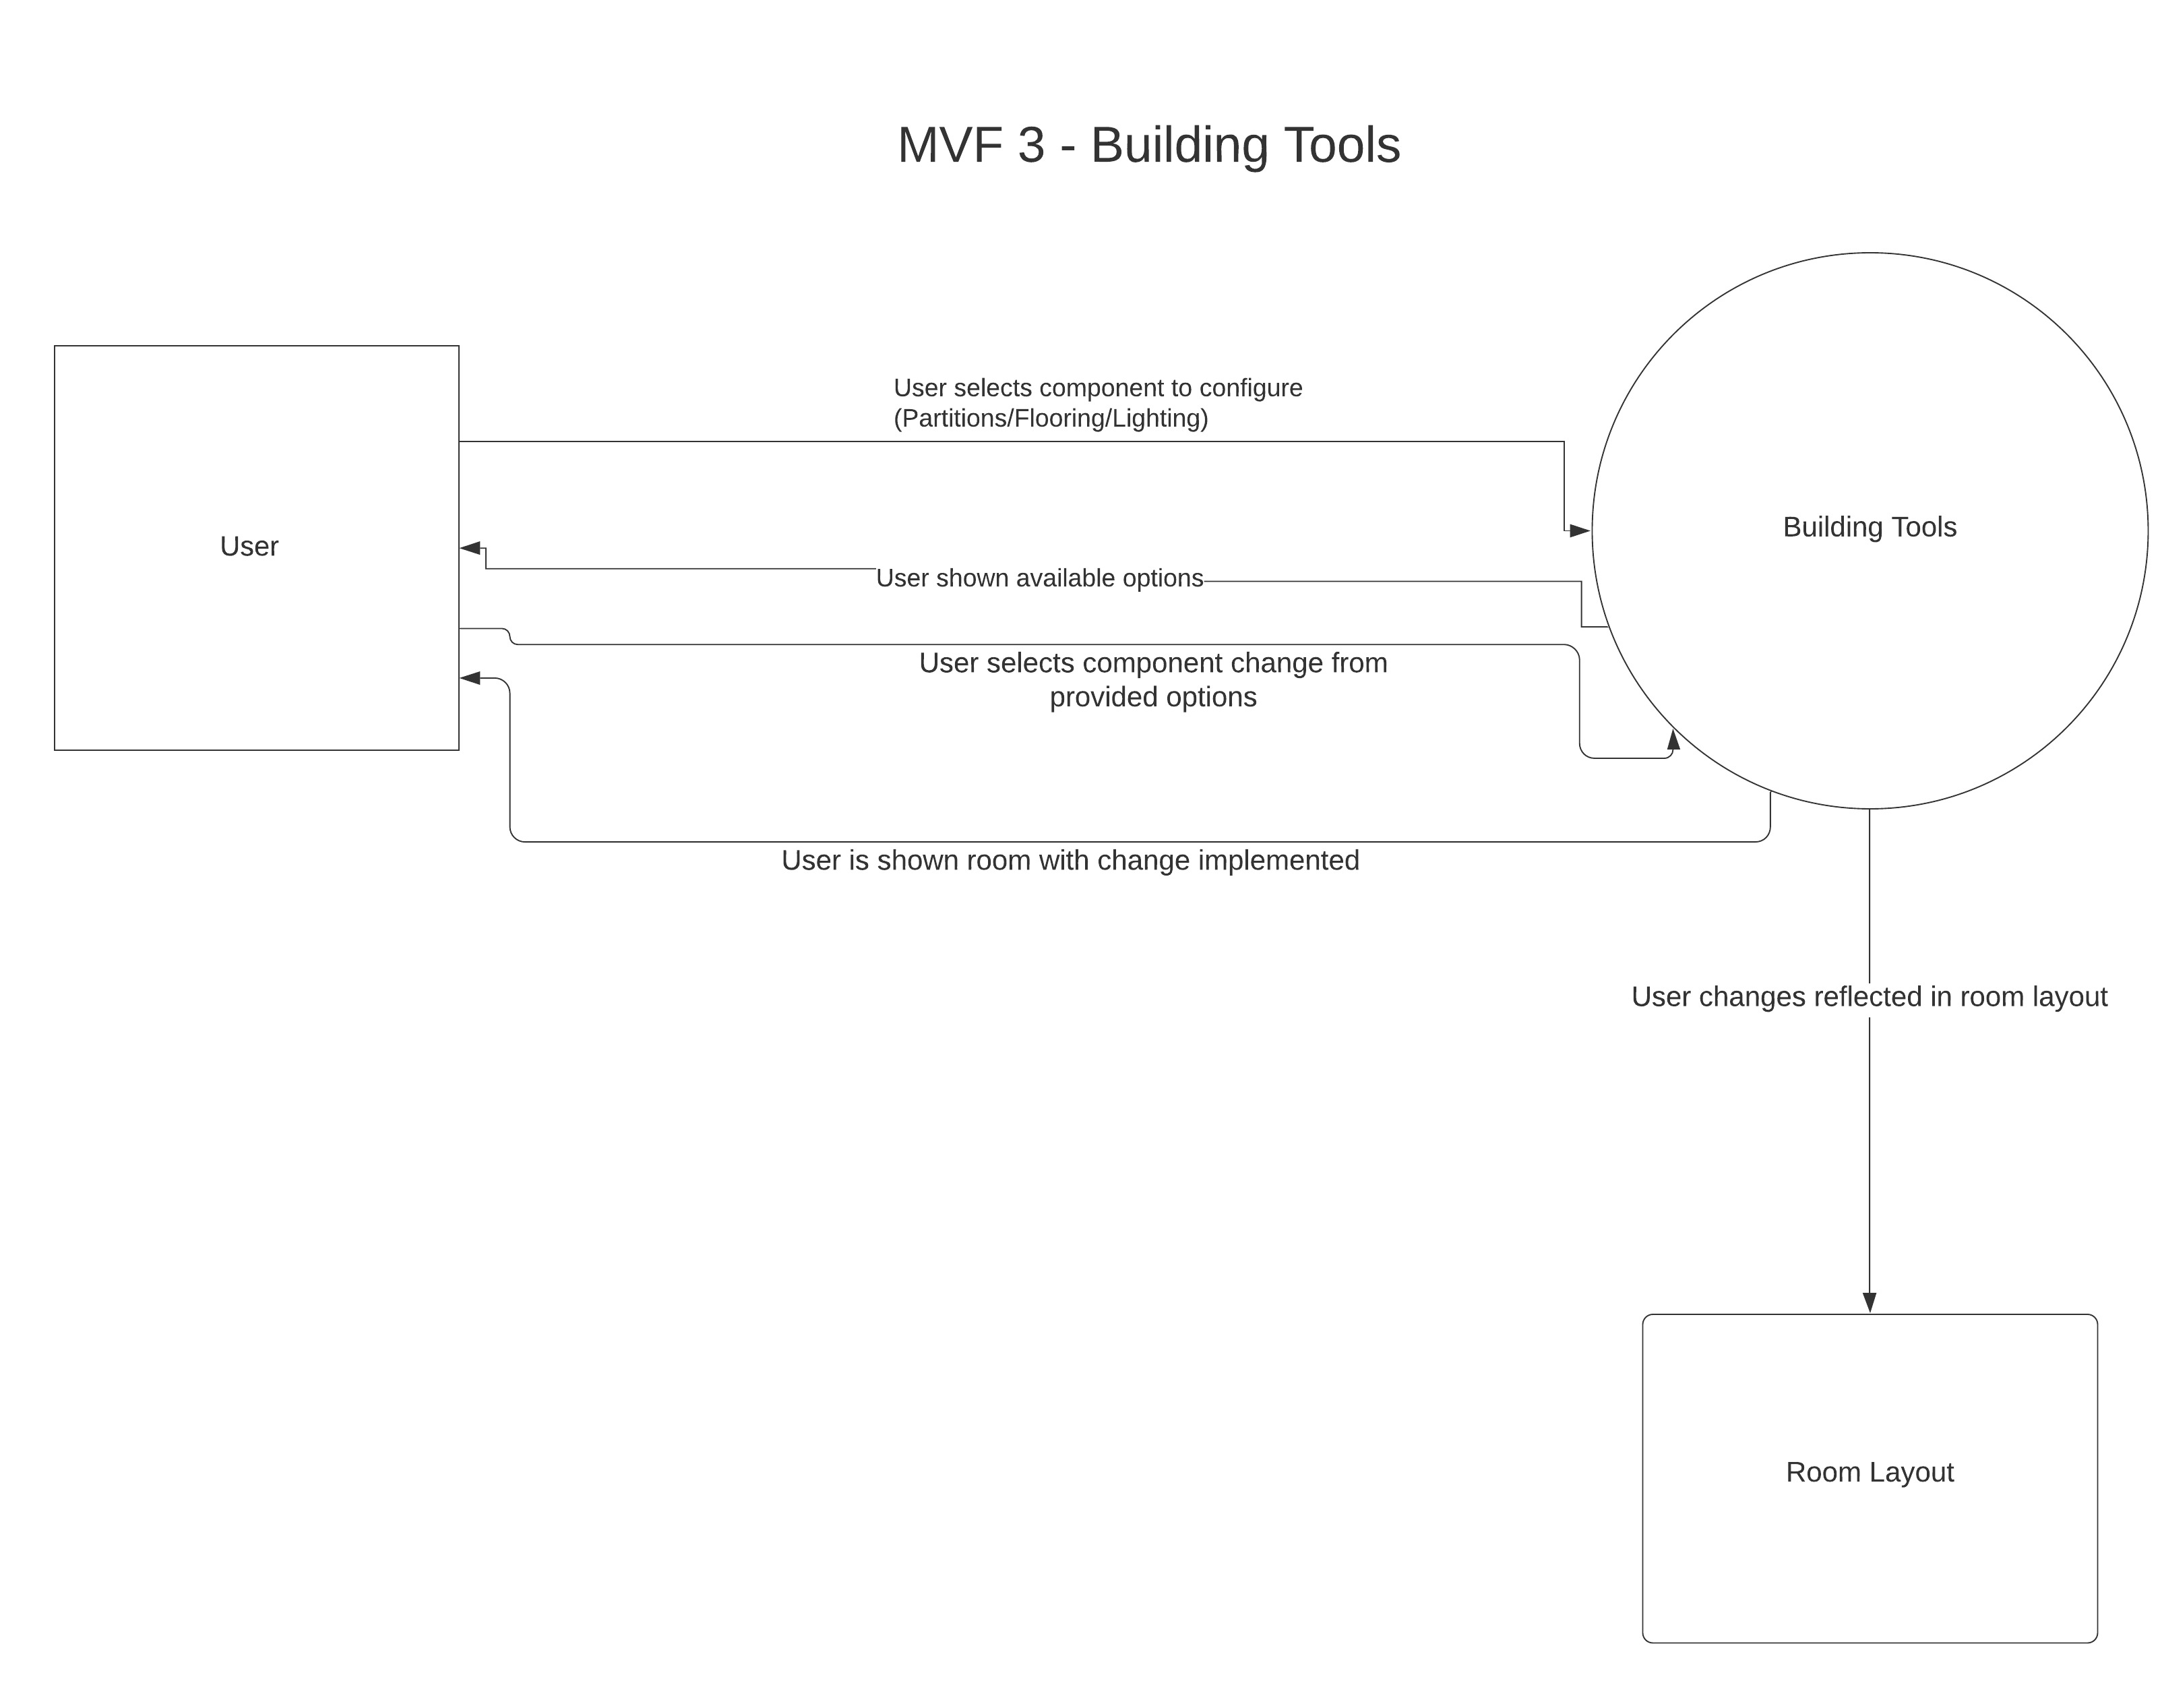 MVF 3 - Building Tools
User selects component to configure
(Partitions/Flooring/Lighting)
User
Building Tools
User shown available options
User selects component change from
provided options
User is shown room with change implemented
User changes reflected in room layout
Room Layout